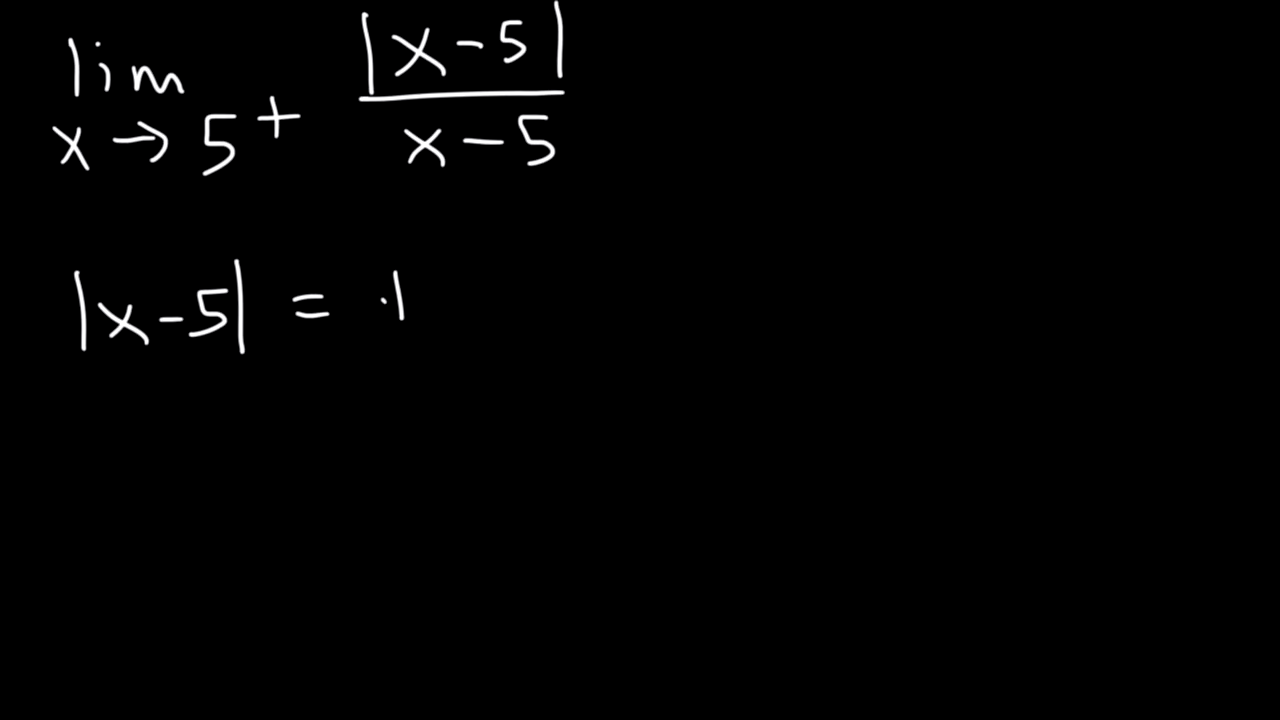 lim x→5+ |x-5| / x-5
|x-5| = ·|